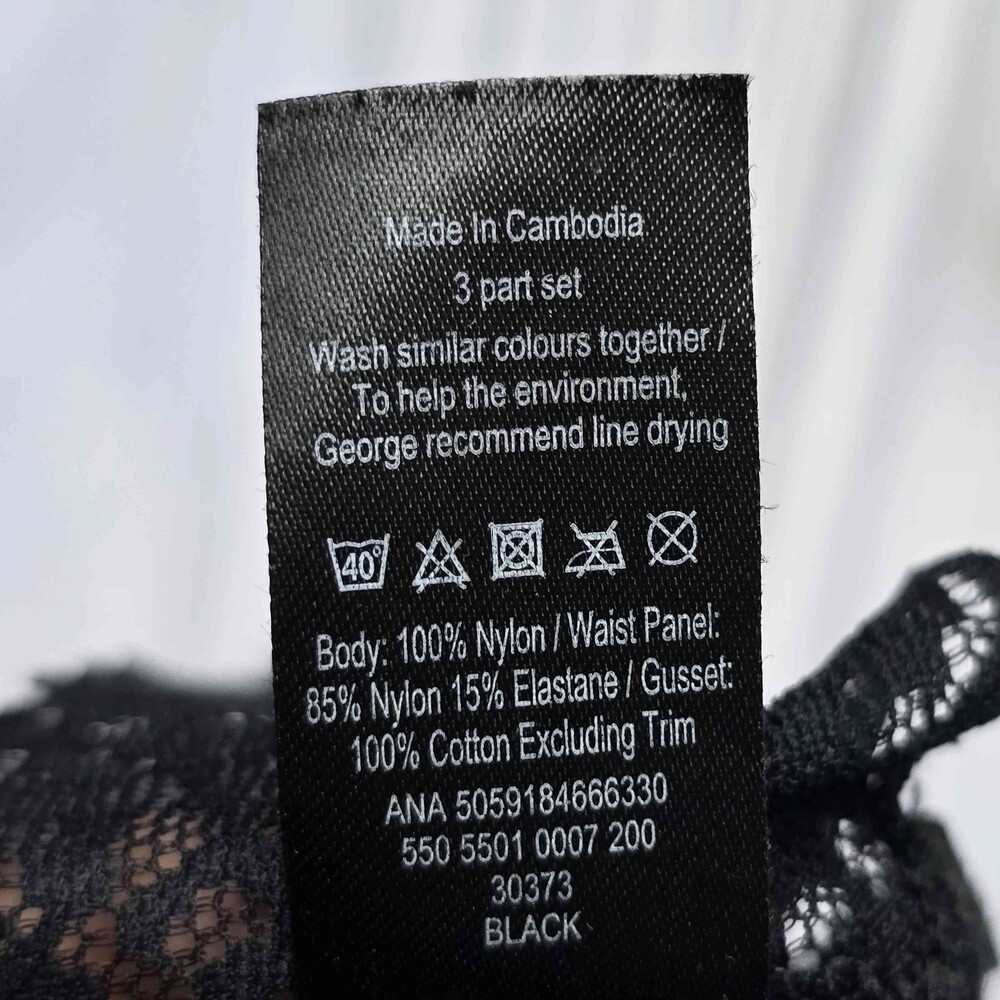 Made In Cambodia
3 part set
Wash similar colours together /
To help the environment,
George recommend line drying
40°
Body: 100% Nylon / Waist Panel:
85% Nylon 15% Elastane / Gusset:
100% Cotton Excluding Trim
ANA 5059184666330
550 5501 0007 200
30373
BLACK